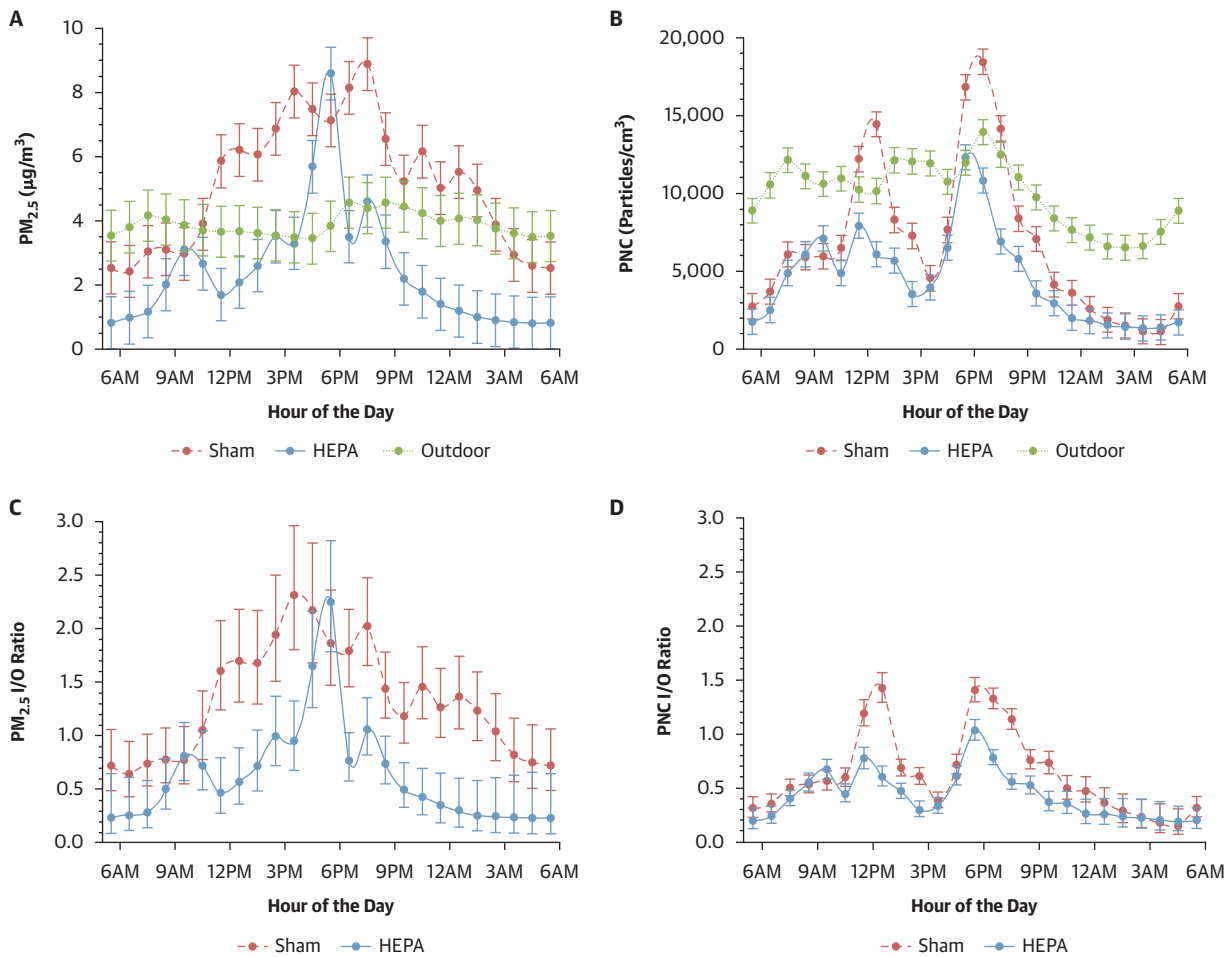 A
PM2.5 (µg/m³)
10
8
6
4
2
0
6AM 9AM 12PM 3PM 6PM 9PM 12AM 3AM 6AM
Hour of the Day
Sham HEPA Outdoor
B
PNC (Particles/cm³)
20,000
15,000
10,000
5,000
0
6AM 9AM 12PM 3PM 6PM 9PM 12AM 3AM 6AM
Hour of the Day
Sham HEPA Outdoor
C
PM2.5 I/O Ratio
3.0
2.5
2.0
1.5
1.0
0.5
0.0
6AM 9AM 12PM 3PM 6PM 9PM 12AM 3AM 6AM
Hour of the Day
Sham HEPA
D
PNC I/O Ratio
3.0
2.5
2.0
1.5
1.0
0.5
0.0
6AM 9AM 12PM 3PM 6PM 9PM 12AM 3AM 6AM
Hour of the Day
Sham HEPA